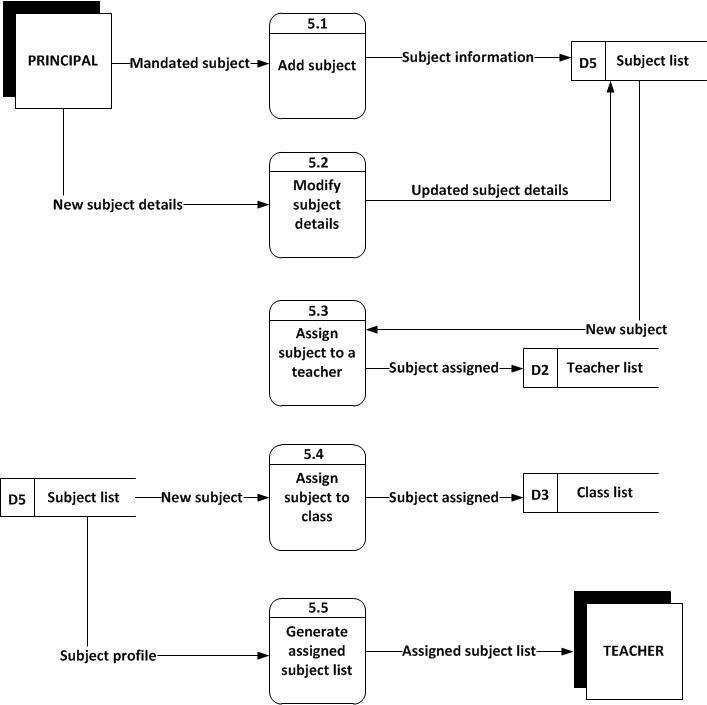 PRINCIPAL
Mandated subject
5.1
Add subject
Subject information
D5
Subject list
New subject details
5.2
Modify
subject
details
Updated subject details
5.3
Assign
subject to a
teacher
New subject
Subject assigned
D2
Teacher list
D5
Subject list
New subject
5.4
Assign
subject to
class
Subject assigned
D3
Class list
Subject profile
5.5
Generate
assigned
subject list
Assigned subject list
TEACHER